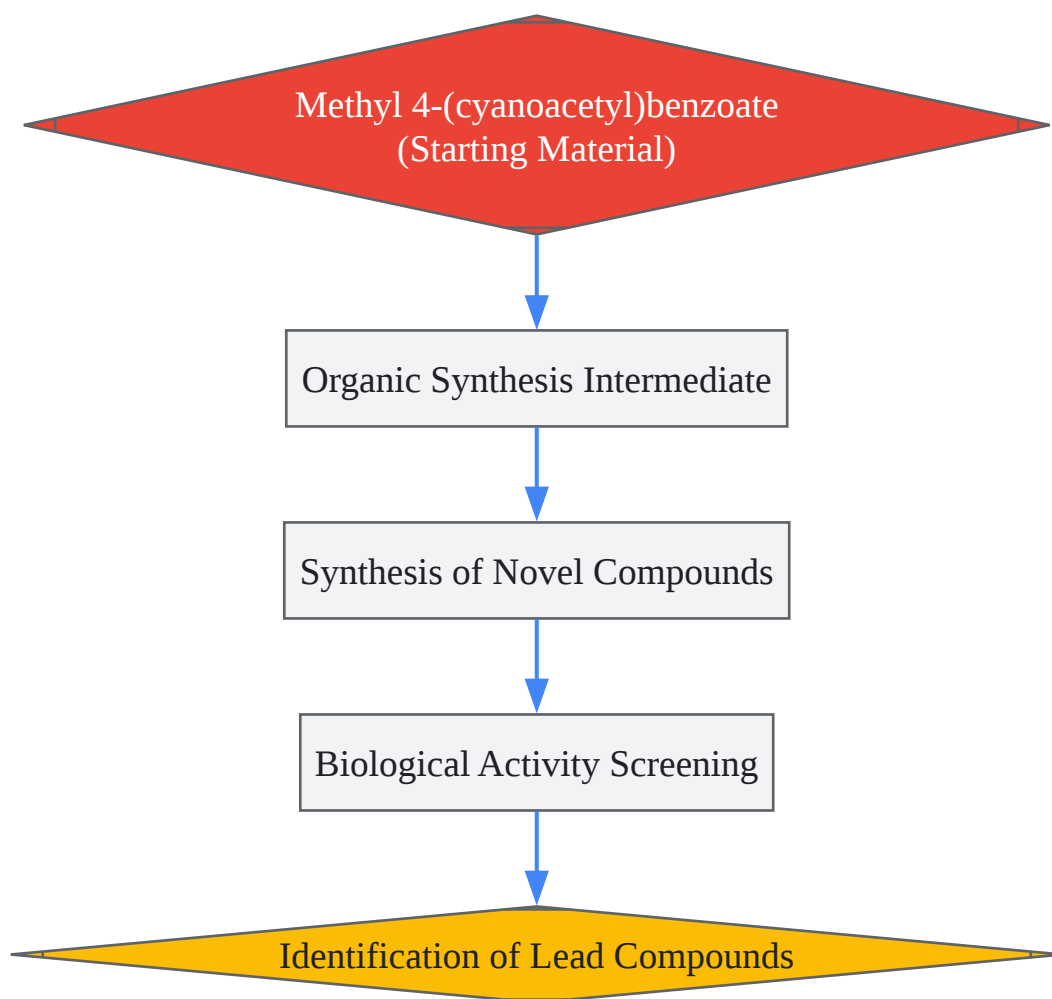 Methyl 4-(cyanoacetyl)benzoate
(Starting Material)
Organic Synthesis Intermediate
Synthesis of Novel Compounds
Biological Activity Screening
Identification of Lead Compounds